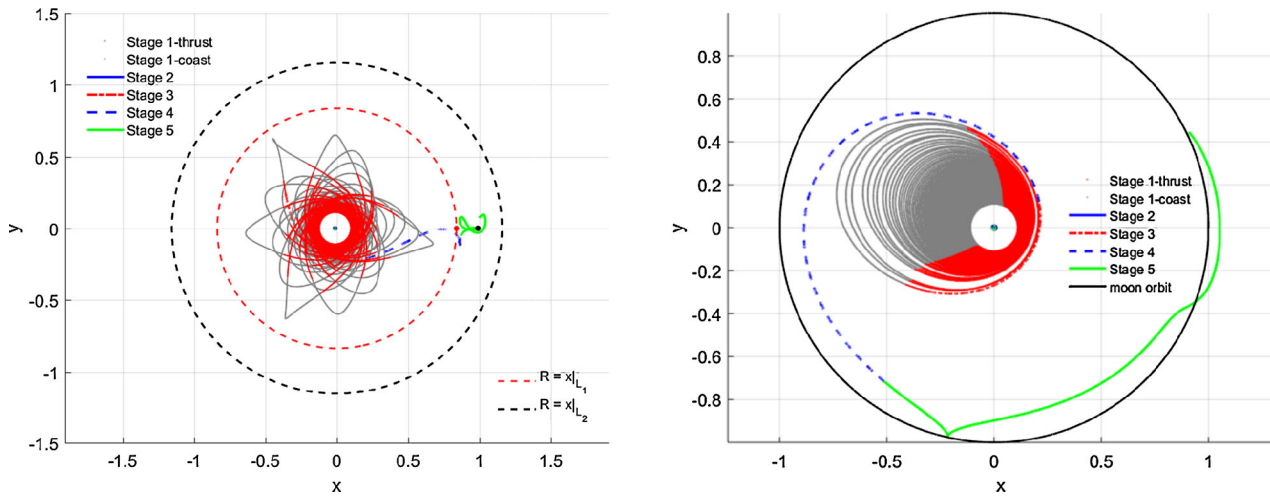 Stage 1-thrust
Stage 1-coast
Stage 2
Stage 3
Stage 4
Stage 5
1.5
1
0.5
0
-0.5
-1
-1.5
y
R = x|L1
R = x|L2
-1.5 -1 -0.5 0 0.5 1 1.5
x
0.8
0.6
0.4
0.2
0
-0.2
-0.4
-0.6
-0.8
y
Stage 1-thrust
Stage 1-coast
Stage 2
Stage 3
Stage 4
Stage 5
moon orbit
-1 -0.5 0 0.5 1
x